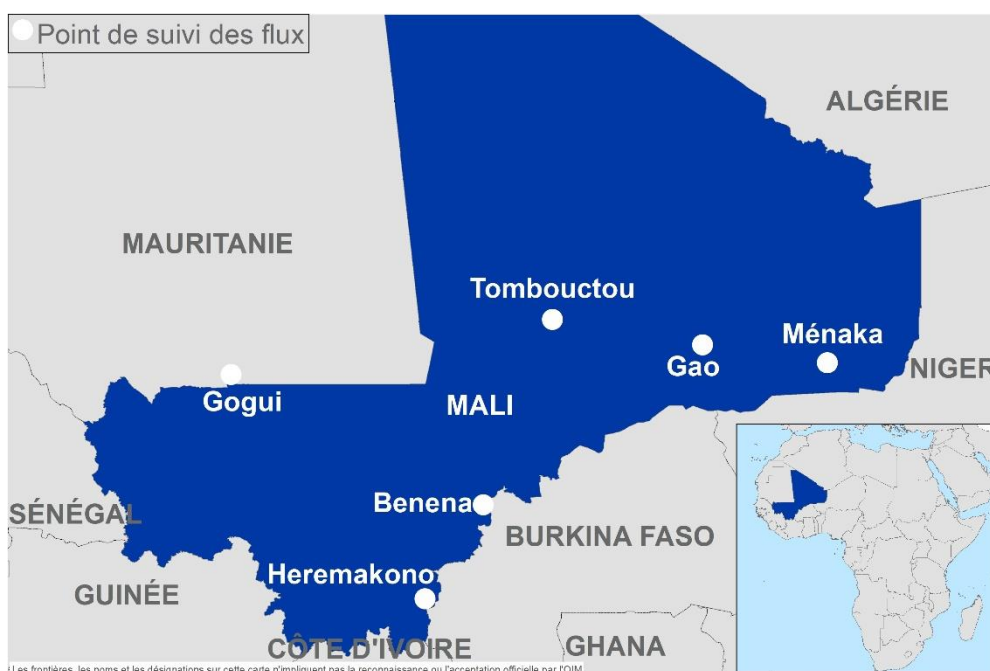 Point de suivi des flux
ALGÉRIE
MAURITANIE
Tombouctou
Ménaka
Gao
NIGER
Gogui
MALI
Benena
SÉNÉGAL
BURKINA FASO
Heremakono
GUINÉE
CÔTE D'IVOIRE
GHANA
Les frontières, les noms et les désignations sur cette carte n'impliquent pas la reconnaissance ou l'acceptation officielle par l'OIM